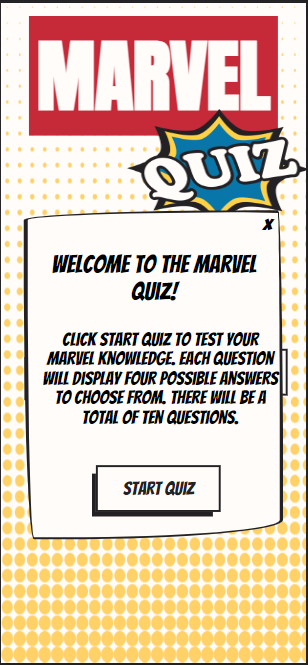 MARVEL
QUIZ
X
WELCOME TO THE MARVEL
QUIZ!
CLICK START QUIZ TO TEST YOUR
MARVEL KNOWLEDGE. EACH QUESTION
WILL DISPLAY FOUR POSSIBLE ANSWERS
TO CHOOSE FROM. THERE WILL BE A
TOTAL OF TEN QUESTIONS.
START QUIZ